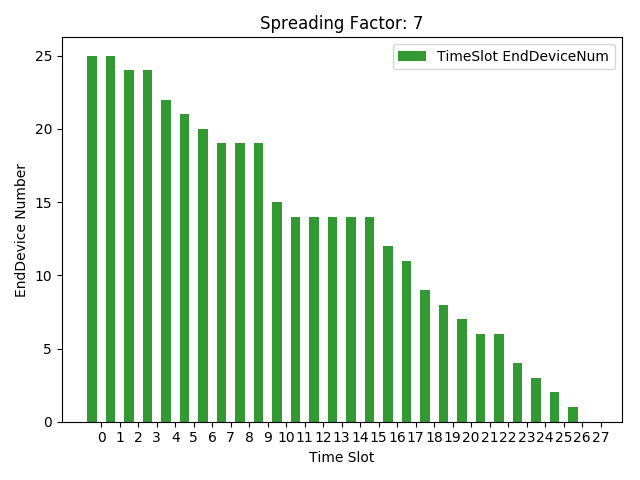 Spreading Factor: 7
TimeSlot EndDeviceNum
EndDevice Number
25
20
15
10
5
0
0 1 2 3 4 5 6 7 8 9 10 11 12 13 14 15 16 17 18 19 20 21 22 23 24 25 26 27
Time Slot